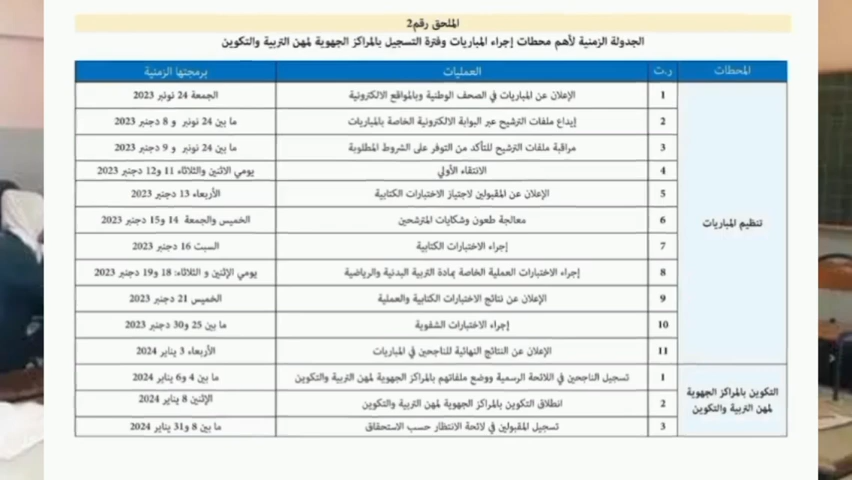 الملحق رقم2
الجدولة الزمنية لأهم محطات إجراء المباريات وفترة التسجيل بالمراكز الجهوية لمهن التربية والتكوين
المحطات ر.ت العمليات برمجتها الزمنية
تنظيم المباريات
1 الإعلان عن المباريات في الصحف الوطنية وبالمواقع الالكترونية الجمعة 24 نونبر 2023
2 إيداع ملفات الترشيح عبر البوابة الالكترونية الخاصة بالمباريات ما بين 24 نونبر و 8 دجنبر 2023
3 مراقبة ملفات الترشيح للتأكد من التوفر على الشروط المطلوبة ما بين 24 نونبر و 9 دجنبر 2023
4 الانتقاء الأولي يومي الاثنين والثلاثاء 11 و12 دجنبر 2023
5 الإعلان عن المقبولين لاجتياز الاختبارات الكتابية الأربعاء 13 دجنبر 2023
6 معالجة طعون وشكايات المترشحين الخميس والجمعة 14 و15 دجنبر 2023
7 إجراء الاختبارات الكتابية السبت 16 دجنبر 2023
8 إجراء الاختبارات العملية الخاصة بمادة التربية البدنية والرياضية يومي الإثنين و الثلاثاء: 18 و19 دجنبر 2023
9 الإعلان عن نتائج الاختبارات الكتابية والعملية الخميس 21 دجنبر 2023
10 إجراء الاختبارات الشفوية ما بين 25 و30 دجنبر 2023
11 الإعلان عن النتائج النهائية للناجحين في المباريات الأربعاء 3 يناير 2024
التكوين بالمراكز الجهوية
لمهن التربية والتكوين
1 تسجيل الناجحين في اللائحة الرسمية ووضع ملفاتهم بالمراكز الجهوية لمهن التربية والتكوين ما بين 4 و6 يناير 2024
2 انطلاق التكوين بالمراكز الجهوية لمهن التربية والتكوين الإثنين 8 يناير 2024
3 تسجيل المقبولين في لائحة الانتظار حسب الاستحقاق ما بين 8 و31 يناير 2024